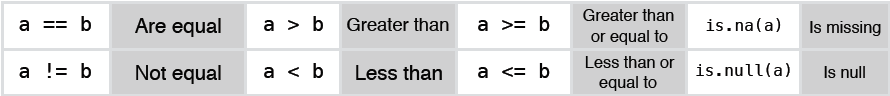 a == b Are equal a > b Greater than a >= b Greater than or equal to is.na(a) Is missing
a != b Not equal a < b Less than a <= b Less than or equal to is.null(a) Is null